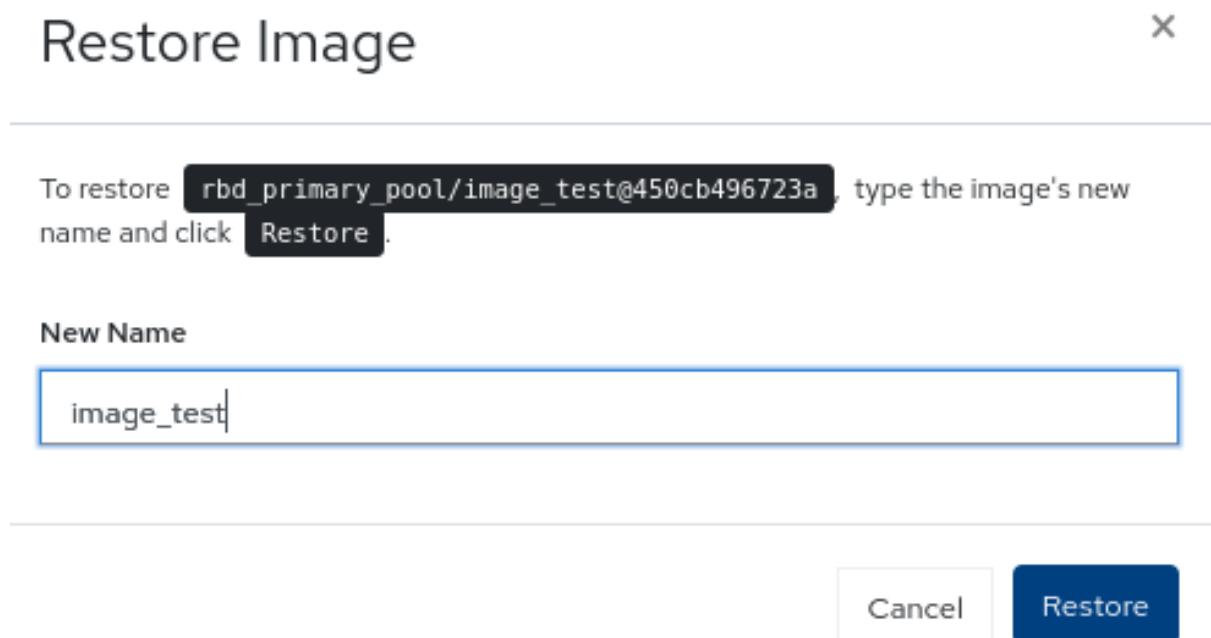 Restore Image
×
To restore rbd_primary_pool/image_test@450cb496723a, type the image's new
name and click Restore.
New Name
image_test
Cancel Restore